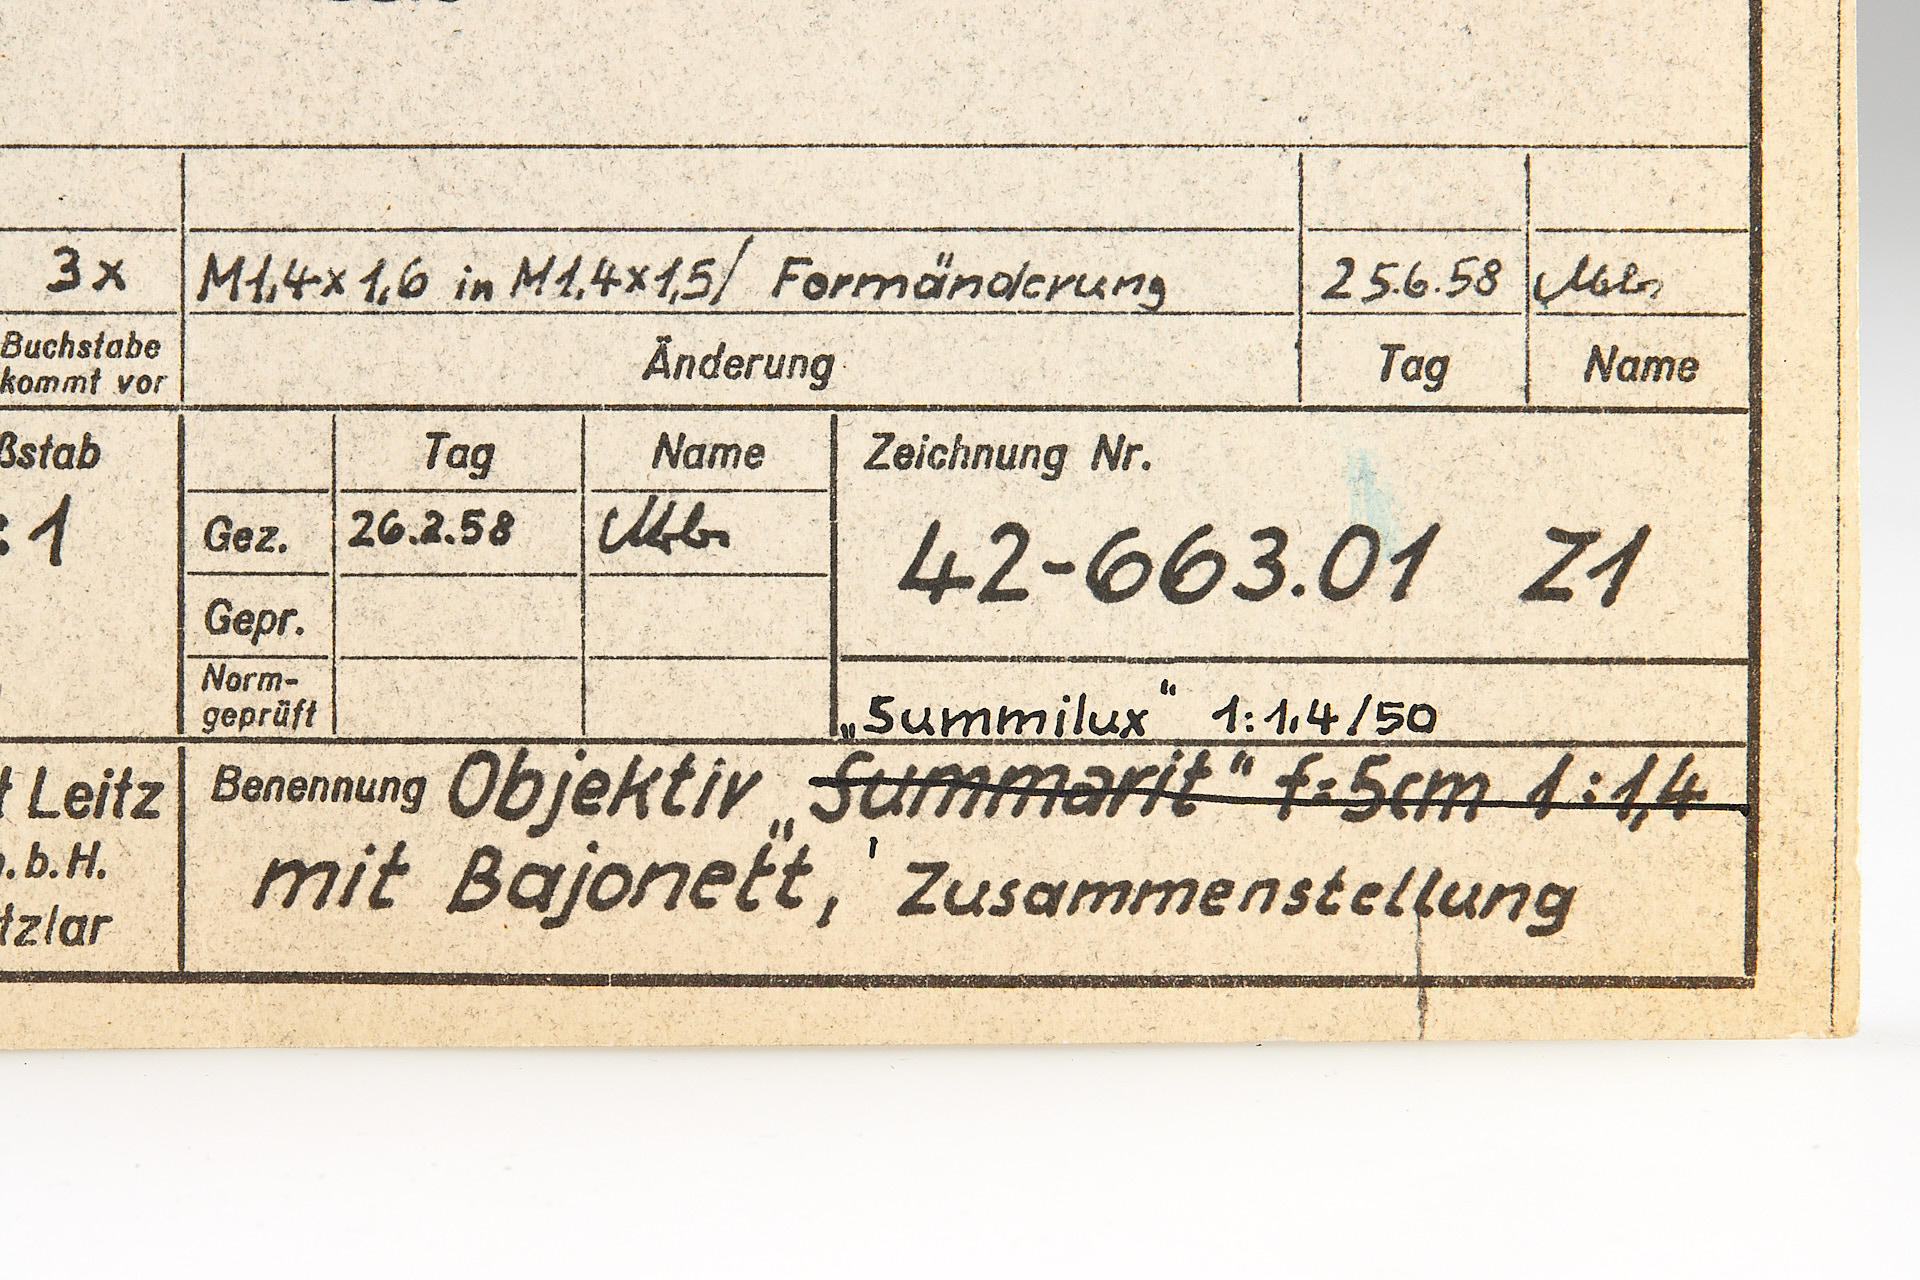 3x M1,4x1,6 in M1,4x1,5/ Formänderung 25.6.58
Buchstabe kommt vor Änderung Tag Name
ßstab Tag Name Zeichnung Nr.
:1 Gez. 26.2.58 42-663.01 Z1
Gepr.
Norm-
geprüft „Summilux“ 1:1,4/50
t Leitz Benennung Objektiv „Summarit“ f=5cm 1:1,4
.b.H. mit Bajonett, Zusammenstellung
tzlar